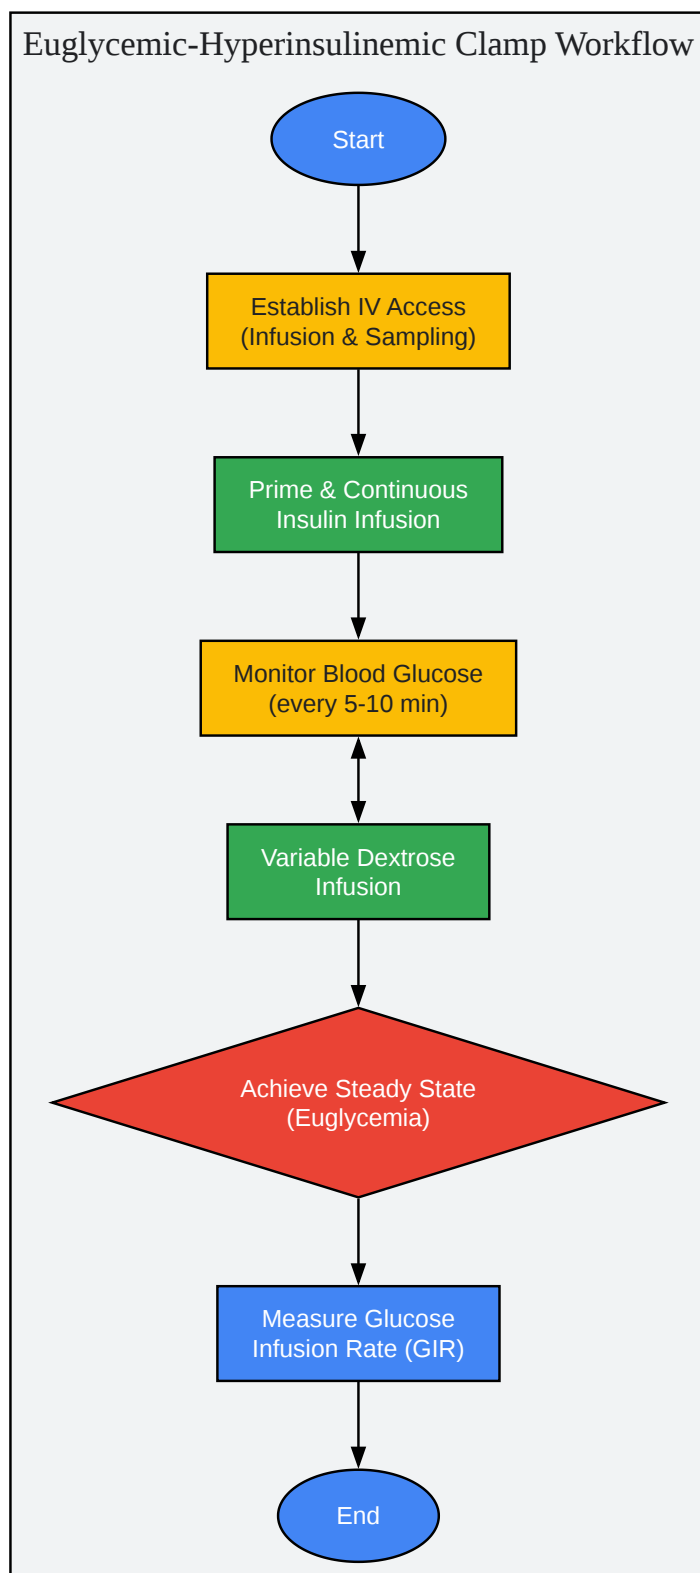 Euglycemic-Hyperinsulinemic Clamp Workflow
Start
Establish IV Access
(Infusion & Sampling)
Prime & Continuous
Insulin Infusion
Monitor Blood Glucose
(every 5-10 min)
Variable Dextrose
Infusion
Achieve Steady State
(Euglycemia)
Measure Glucose
Infusion Rate (GIR)
End